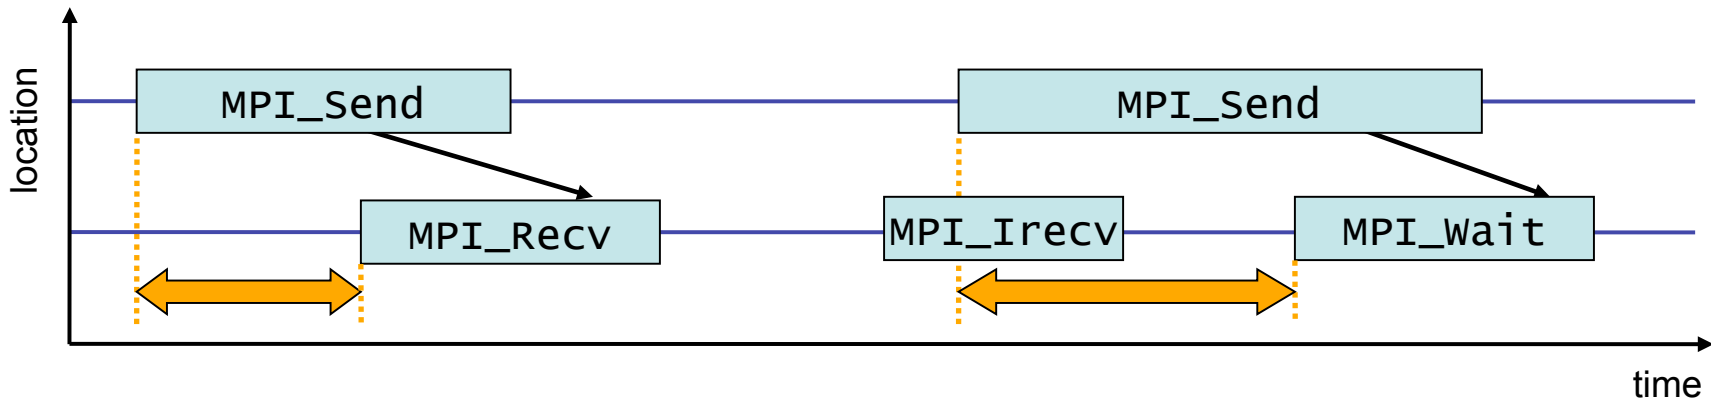 location
MPI_Send
MPI_Send
MPI_Recv
MPI_Irecv
MPI_Wait
time